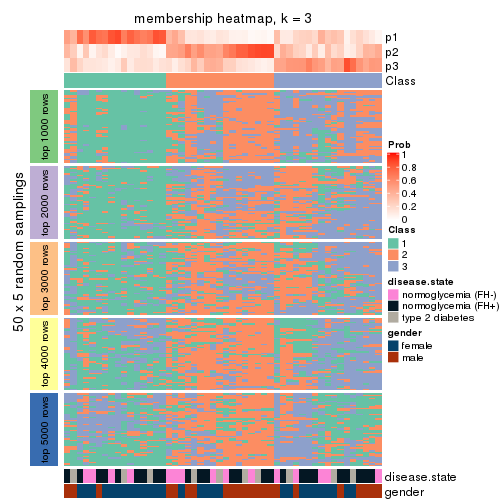 membership heatmap, k = 3
p1
p2
p3
Class
50 x 5 random samplings
top 1000 rows
top 2000 rows
top 3000 rows
top 4000 rows
top 5000 rows
disease.state
gender
Prob
1
0.8
0.6
0.4
0.2
0
Class
1
2
3
disease.state
normoglycemia (FH-)
normoglycemia (FH+)
type 2 diabetes
gender
female
male